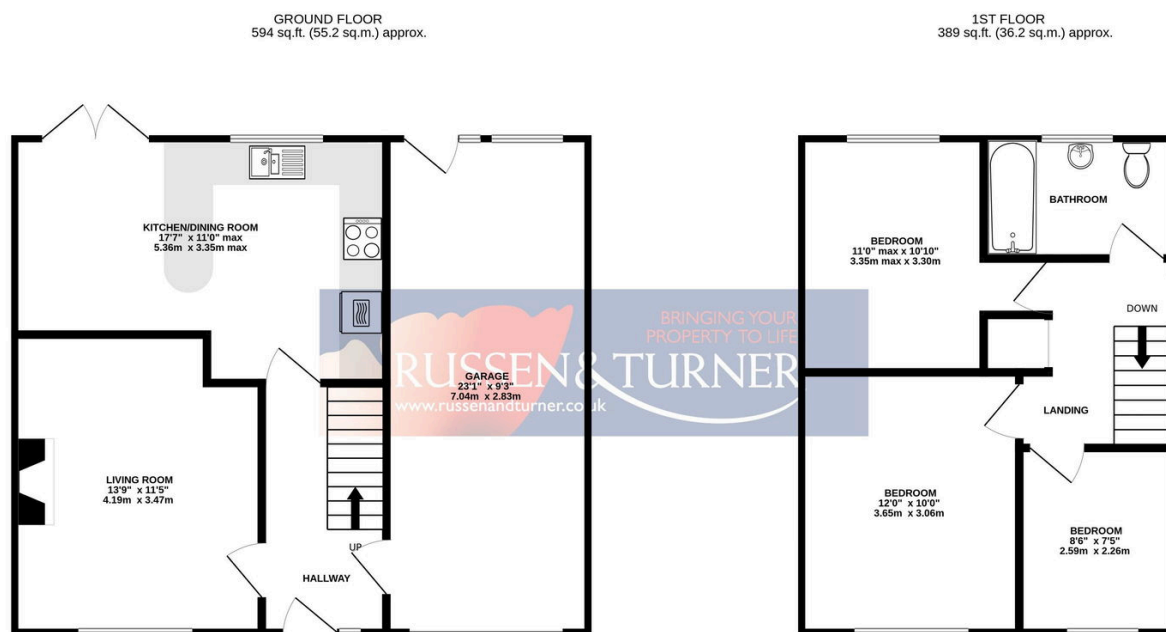 GROUND FLOOR
594 sq.ft. (55.2 sq.m.) approx.
1ST FLOOR
389 sq.ft. (36.2 sq.m.) approx.
KITCHEN/DINING ROOM
17'7" x 11'0" max
5.36m x 3.35m max
LIVING ROOM
13'9" x 11'5"
4.19m x 3.47m
UP
HALLWAY
GARAGE
23'1" x 9'3"
7.04m x 2.83m
BRINGING YOUR
PROPERTY TO LIFE
RUSSEN & TURNER
www.russenandturner.co.uk
BEDROOM
11'0" max x 10'10"
3.35m max x 3.30m
BATHROOM
DOWN
LANDING
BEDROOM
12'0" x 10'0"
3.65m x 3.06m
BEDROOM
8'6" x 7'5"
2.59m x 2.26m